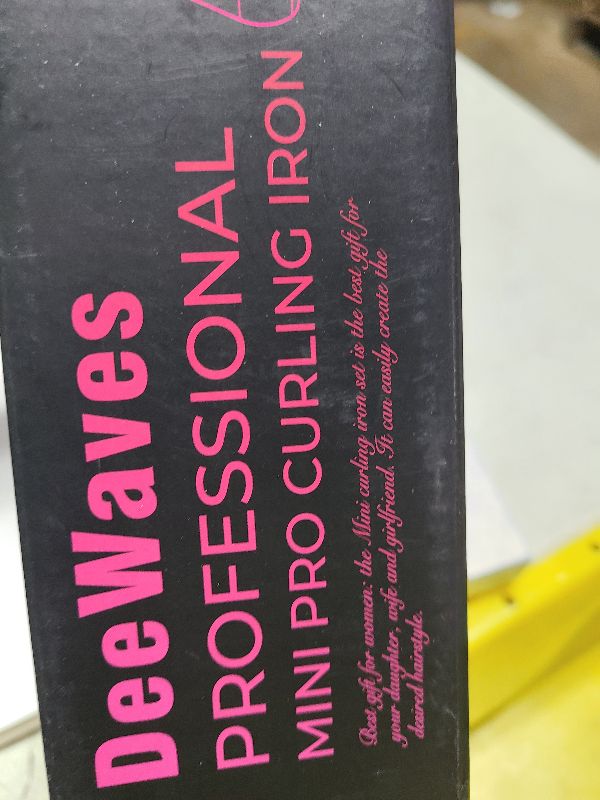 DeeWaves
PROFESSIONAL
MINI PRO CURLING IRON
Best gift for women: the Mini curling iron set is the best gift for
your daughter, wife and girlfriend. It can easily create the
desired hairstyle.